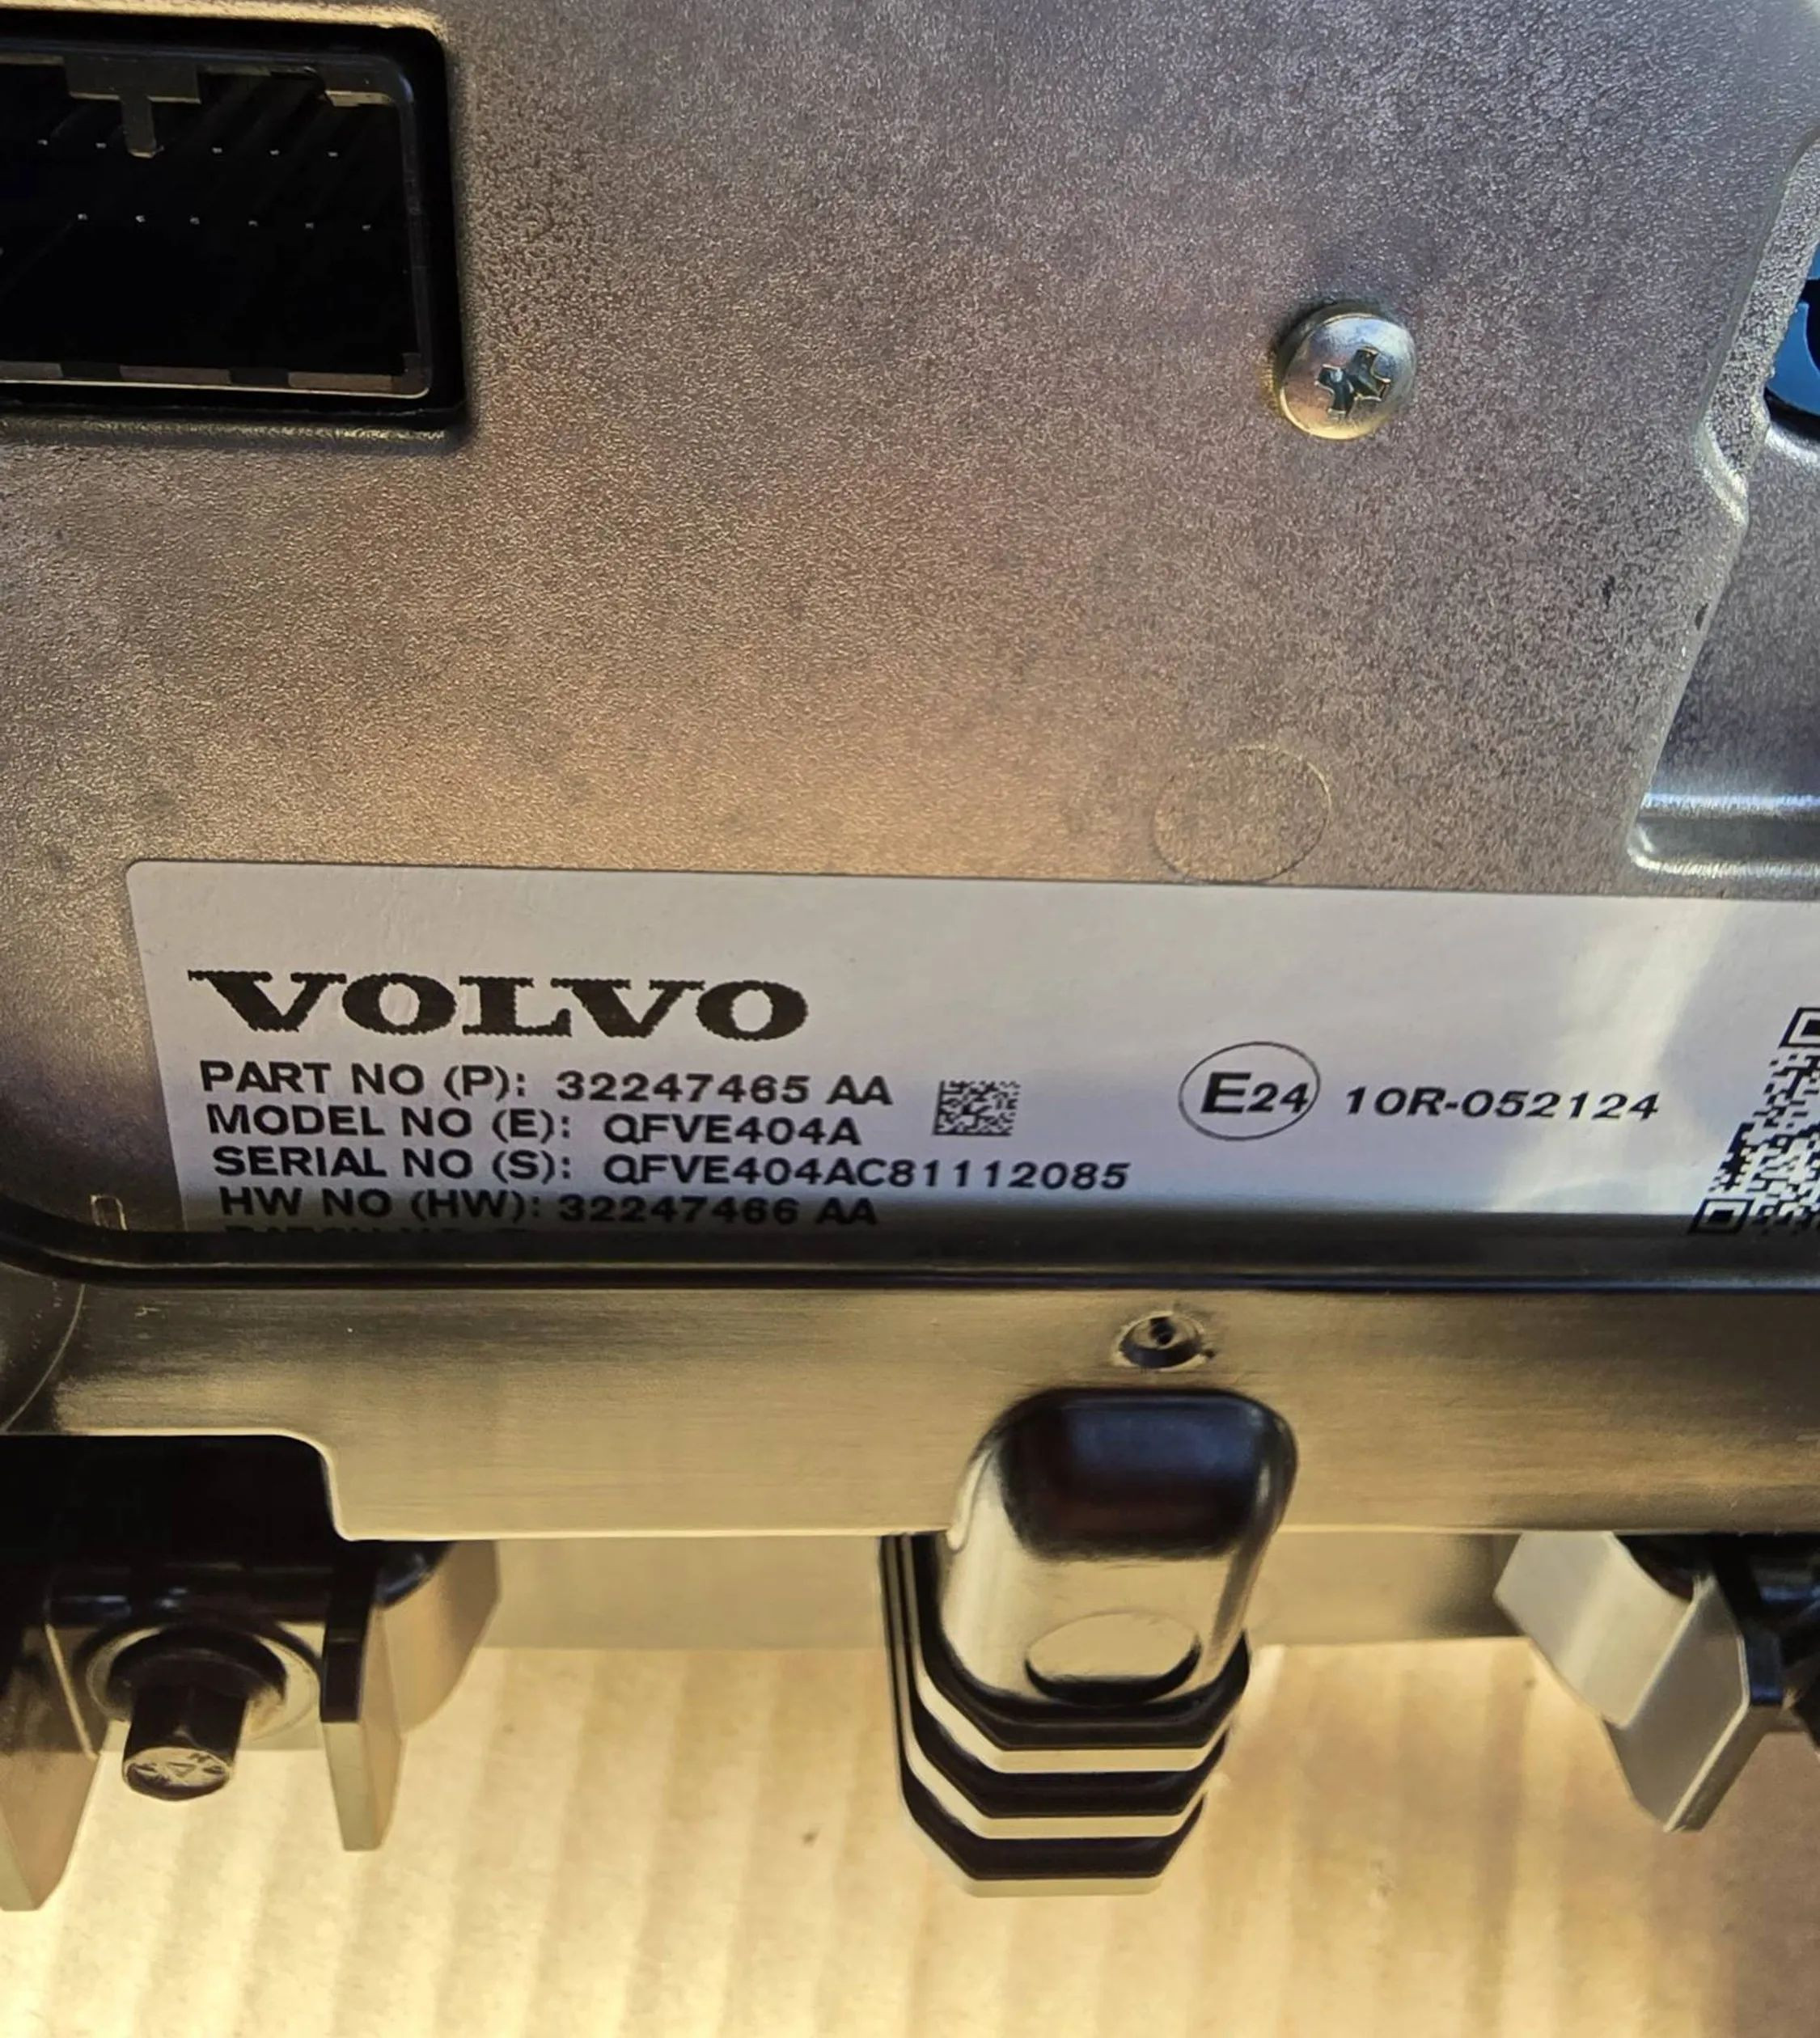 VOLVO
PART NO (P): 32247465 AA
MODEL NO (E): QFVE404A
SERIAL NO (S): QFVE404AC81112085
HW NO (HW): 32247466 AA
E24 10R-052124